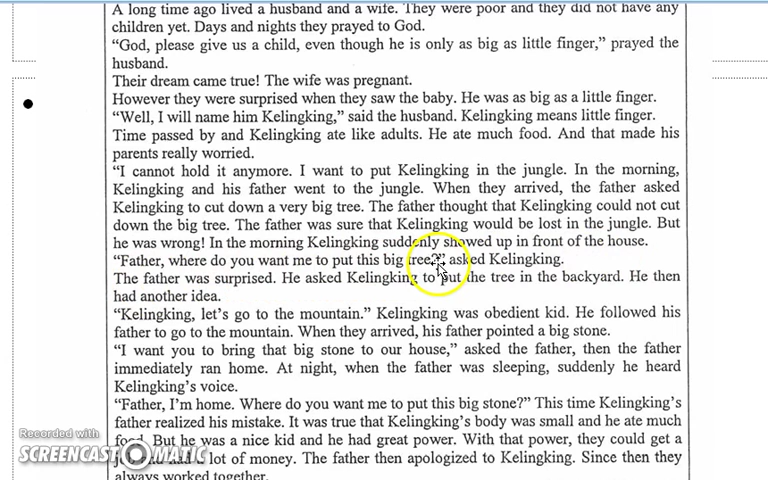 A long time ago lived a husband and a wife. They were poor and they did not have any
children yet. Days and nights they prayed to God.
“God, please give us a child, even though he is only as big as little finger,” prayed the
husband.
Their dream came true! The wife was pregnant.
However they were surprised when they saw the baby. He was as big as a little finger.
“Well, I will name him Kelingking,” said the husband. Kelingking means little finger.
Time passed by and Kelingking ate like adults. He ate much food. And that made his
parents really worried.
“I cannot hold it anymore. I want to put Kelingking in the jungle. In the morning,
Kelingking and his father went to the jungle. When they arrived, the father asked
Kelingking to cut down a very big tree. The father thought that Kelingking could not cut
down the big tree. The father was sure that Kelingking would be lost in the jungle. But
he was wrong! In the morning Kelingking suddenly showed up in front of the house.
“Father, where do you want me to put this big tree?” asked Kelingking.
The father was surprised. He asked Kelingking to put the tree in the backyard. He then
had another idea.
“Kelingking, let’s go to the mountain.” Kelingking was obedient kid. He followed his
father to go to the mountain. When they arrived, his father pointed a big stone.
“I want you to bring that big stone to our house,” asked the father, then the father
immediately ran home. At night, when the father was sleeping, suddenly he heard
Kelingking’s voice.
“Father, I’m home. Where do you want me to put this big stone?” This time Kelingking’s
father realized his mistake. It was true that Kelingking’s body was small and he ate much
food. But he was a nice kid and he had great power. With that power, they could get a
lot of money. The father then apologized to Kelingking. Since then they
always worked together.
Recorded with
SCREENCAST-O-MATIC